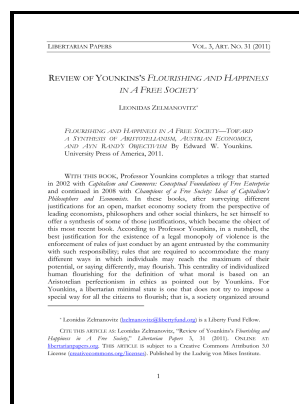 LIBERTARIAN PAPERS VOL. 3, ART. NO. 31 (2011)
REVIEW OF YOUNKINS'S FLOURISHING AND HAPPINESS
IN A FREE SOCIETY
LEONIDAS ZELMANOVITZ*
FLOURISHING AND HAPPINESS IN A FREE SOCIETY—TOWARD
A SYNTHESIS OF ARISTOTELIANISM, AUSTRIAN ECONOMICS,
AND AYN RAND'S OBJECTIVISM By Edward W. Younkins.
University Press of America, 2011.
WITH THIS BOOK, Professor Younkins completes a trilogy that started
in 2002 with Capitalism and Commerce: Conceptual Foundations of Free Enterprise
and continued in 2008 with Champions of a Free Society: Ideas of Capitalism's
Philosophers and Economists. In these books, after surveying different
justifications for an open, market economy society from the perspective of
leading economists, philosophers and other social thinkers, he set himself to
offering a synthesis of some of those justifications, which became the object of
this most recent book. According to Professor Younkins, in a nutshell, the
best justification for the existence of a legal monopoly of violence is the
enforcement of rules of just conduct by an agent entrusted by the community
with such responsibility; rules that are required to accommodate the many
different ways in which individuals may reach the maximum of their
potential, or saying differently, may flourish. This centrality of individualized
human flourishing for the definition of what moral is based on an
Aristotelian perfectionism in ethics as pointed out by Younkins. For
Younkins, a libertarian minimal state is one that does not try to impose a
special way for all the citizens to flourish; that is, a society organized around
* Leonidas Zelmanovitz (lzelmanovitz@libertyfund.org) is a Liberty Fund Fellow.
CITE THIS ARTICLE AS: Leonidas Zelmanovitz, "Review of Younkins's Flourishing and
Happiness in A Free Society," Libertarian Papers 3, 31 (2011). ONLINE AT:
libertarianpapers.org. THIS ARTICLE IS subject to a Creative Commons Attribution 3.0
License (creativecommons.org/licenses). Published by the Ludwig von Mises Institute.
1